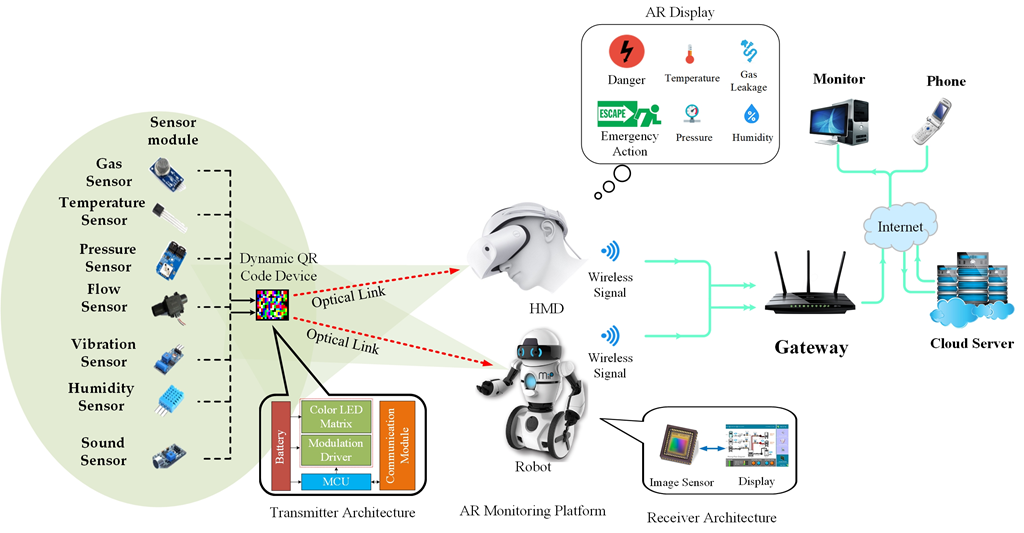 AR Display
Danger
Temperature
Gas
Leakage
ESCAPE
Emergency
Action
Pressure
Humidity
Monitor
Phone
Sensor
module
Gas
Sensor
Temperature
Sensor
Pressure
Sensor
Flow
Sensor
Vibration
Sensor
Humidity
Sensor
Sound
Sensor
Dynamic QR
Code Device
Optical Link
Optical Link
HMD
Wireless
Signal
Wireless
Signal
Internet
Gateway
Cloud Server
Battery
Color LED
Matrix
Modulation
Driver
MCU
Communication
Module
Transmitter Architecture
Robot
AR Monitoring Platform
Image Sensor
Display
Receiver Architecture